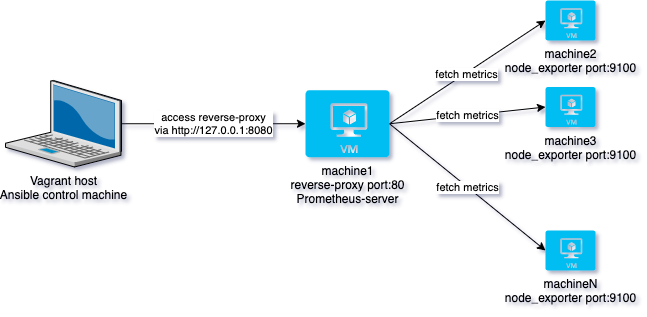 machine2
node_exporter port:9100
fetch metrics
VM
access reverse-proxy
via http://127.0.0.1:8080
fetch metrics
machine3
node_exporter port:9100
VM
VM
Vagrant host
Ansible control machine
machine1
reverse-proxy port:80
Prometheus-server
fetch metrics
VM
machineN
node_exporter port:9100